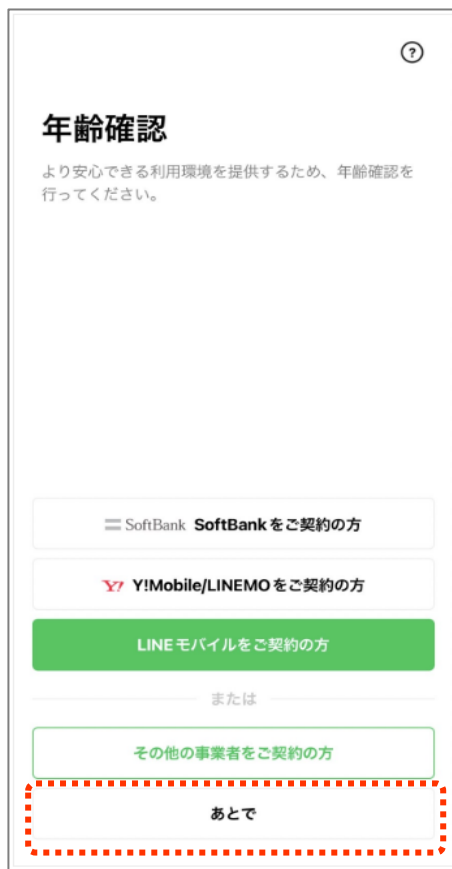 ?
年齢確認
より安心できる利用環境を提供するため、年齢確認を
行ってください。
SoftBank SoftBankをご契約の方
Y! Y!Mobile/LINEMOをご契約の方
LINEモバイルをご契約の方
または
その他の事業者をご契約の方
あとで